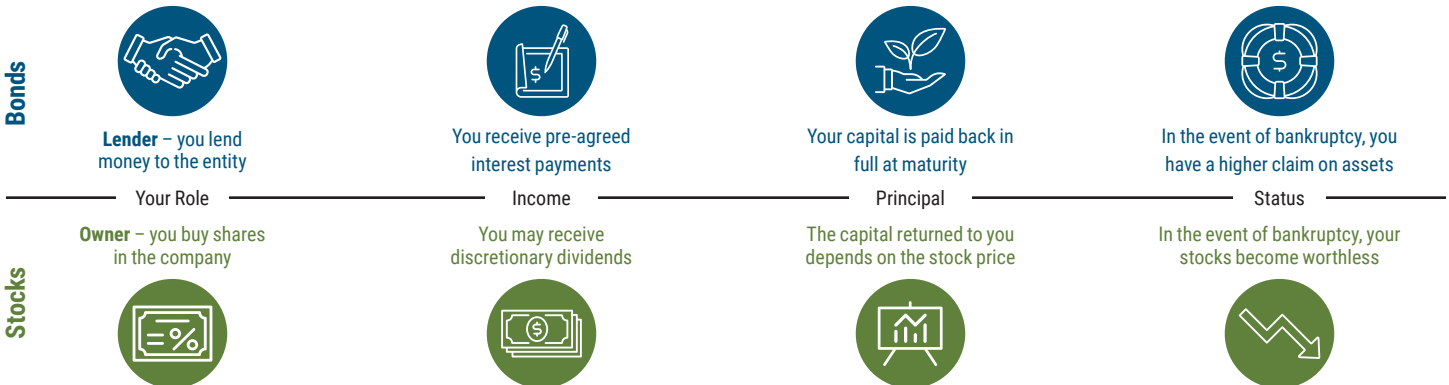 Bonds
Lender – you lend
money to the entity
You receive pre-agreed
interest payments
Your capital is paid back in
full at maturity
In the event of bankruptcy, you
have a higher claim on assets
Your Role
Income
Principal
Status
Stocks
Owner – you buy shares
in the company
You may receive
discretionary dividends
The capital returned to you
depends on the stock price
In the event of bankruptcy, your
stocks become worthless